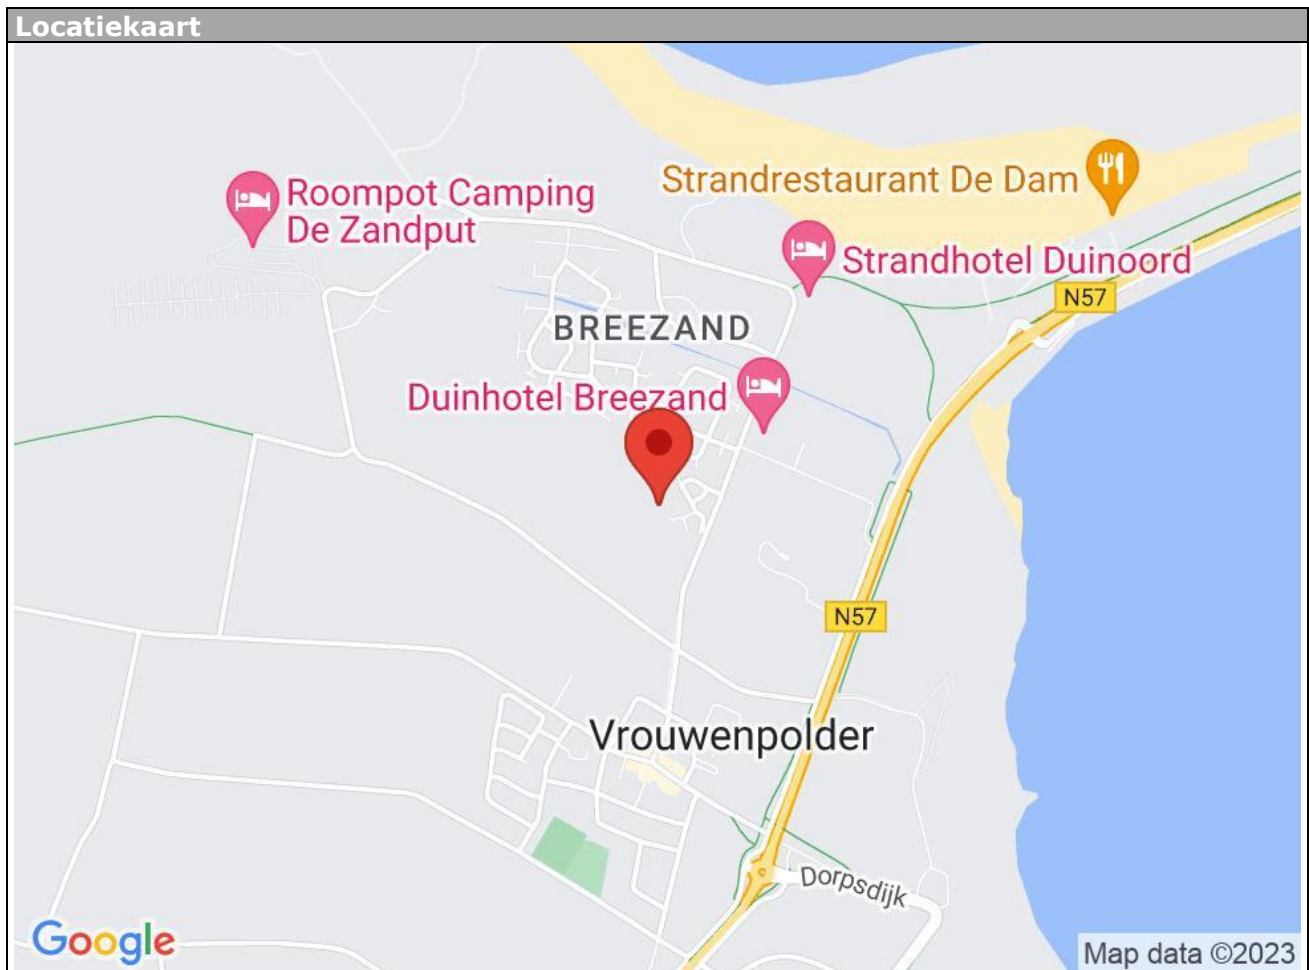 Locatiekaart
Roompot Camping
De Zandput
Strandrestaurant De Dam
Strandhotel Duinoord
N57
BREEZAND
Duinhotel Breezand
N57
Vrouwenpolder
Dorpsdijk
Google
Map data ©2023